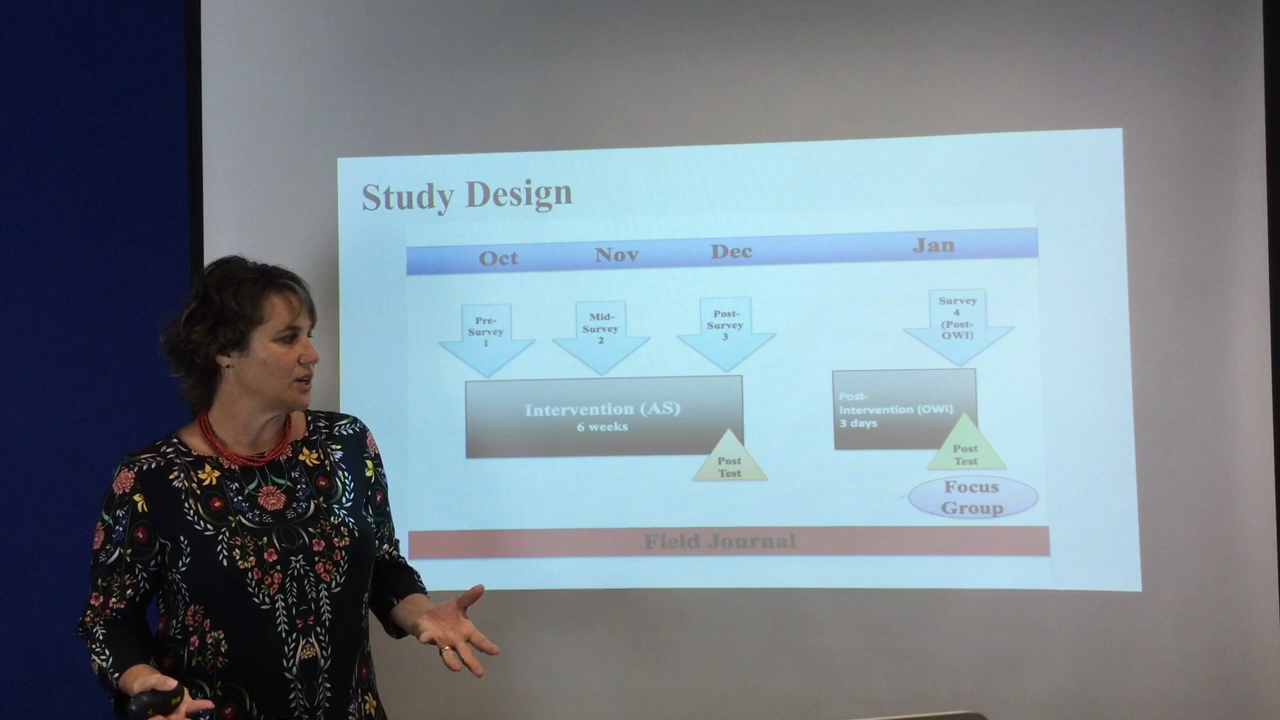 Study Design
Oct Nov Dec Jan
Pre-
Survey
1
Mid-
Survey
2
Post-
Survey
3
Survey
4
(Post-
OWI)
Intervention (AS)
6 weeks
Post-
Intervention (OWI)
3 days
Post
Test
Post
Test
Focus
Group
Field Journal